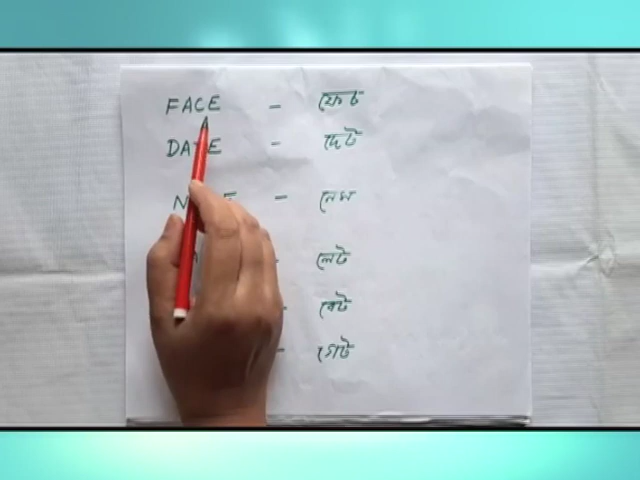 FACE - ফেচ
DATE - দেট
- নেম
- লেট
- বেট
- গেট